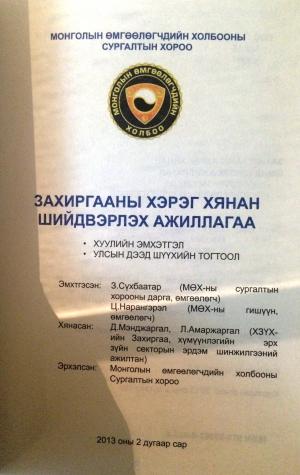 МОНГОЛЫН ӨМГӨӨЛӨГЧДИЙН ХОЛБООНЫ
СУРГАЛТЫН ХОРОО
МОНГОЛЫН ӨМГӨӨЛӨГЧДИЙН
ХОЛБОО
ЗАХИРГААНЫ ХЭРЭГ ХЯНАН
ШИЙДВЭРЛЭХ АЖИЛЛАГАА
• ХУУЛИЙН ЭМХЭТГЭЛ
• УЛСЫН ДЭЭД ШҮҮХИЙН ТОГТООЛ
Эмхтгэсэн: З.Сүхбаатар (МӨХ-ны сургалтын
хорооны дарга, өмгөөлөгч)
Ц.Нарангэрэл (МӨХ-ны гишүүн,
өмгөөлөгч)
Хянасан: Д.Мэнджаргал, Л.Амаржаргал (ХЗҮХ-
ийн Захиргаа, хүмүүнлэгийн эрх
зүйн секторын эрдэм шинжилгээний
ажилтан)
Эрхэлсэн: Монголын өмгөөлөгчдийн холбооны
Сургалтын хороо
2013 оны 2 дугаар сар